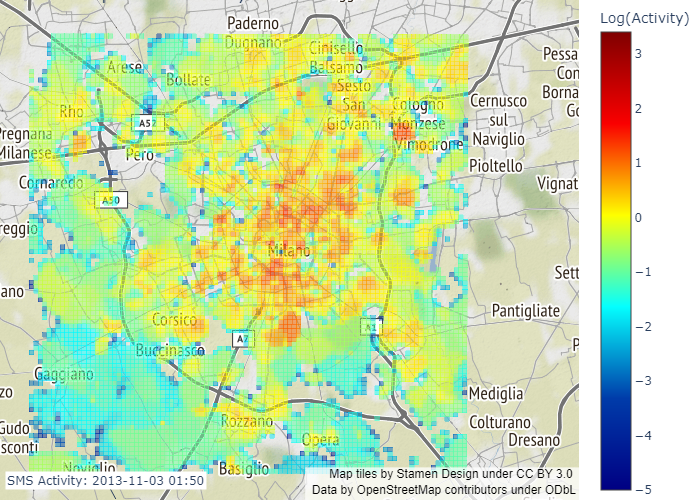 Log(Activity)
3
2
1
0
−1
−2
−3
−4
−5
Paderno
Dugnano
Cinisello
Balsamo
Arese
Bollate
Sesto
San
Giovanni
Cologno
Monzese
Cernusco
sul
Naviglio
Pessa
Con
Borna
Go
Rho
A52
Pregnana
Milanese
Pero
Vimodrone
Pioltello
Cornaredo
A50
Vignat
reggio
Milano
Sett
ano
Pantigliate
Corsico
A7
A1
Buccinasco
P
Gaggiano
zo
Mediglia
Rozzano
Colturano
Gudo
sconti
Opera
Dresano
Noviglio
Basiglio
SMS Activity: 2013-11-03 01:50
Map tiles by Stamen Design under CC BY 3.0
Data by OpenStreetMap contributors under ODbL